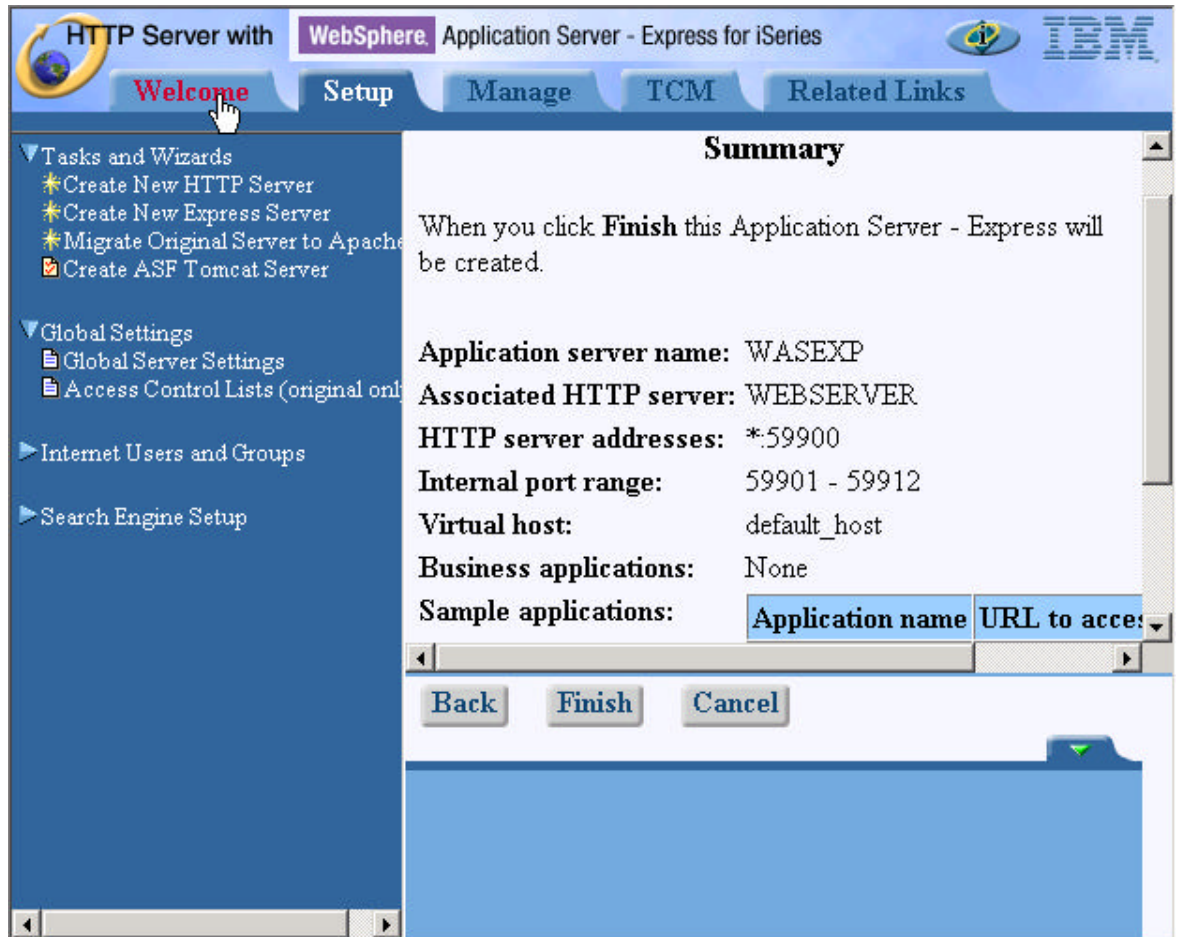 HTTP Server with WebSphere. Application Server - Express for iSeries IBM
Welcome Setup Manage TCM Related Links
Tasks and Wizards
Create New HTTP Server
Create New Express Server
Migrate Original Server to Apache
Create ASF Tomcat Server
Global Settings
Global Server Settings
Access Control Lists (original onl
Internet Users and Groups
Search Engine Setup
Summary
When you click Finish this Application Server - Express will
be created.
Application server name: WASEXP
Associated HTTP server: WEBSERVER
HTTP server addresses: *:59900
Internal port range: 59901 - 59912
Virtual host: default_host
Business applications: None
Sample applications: Application name URL to acces
Back Finish Cancel